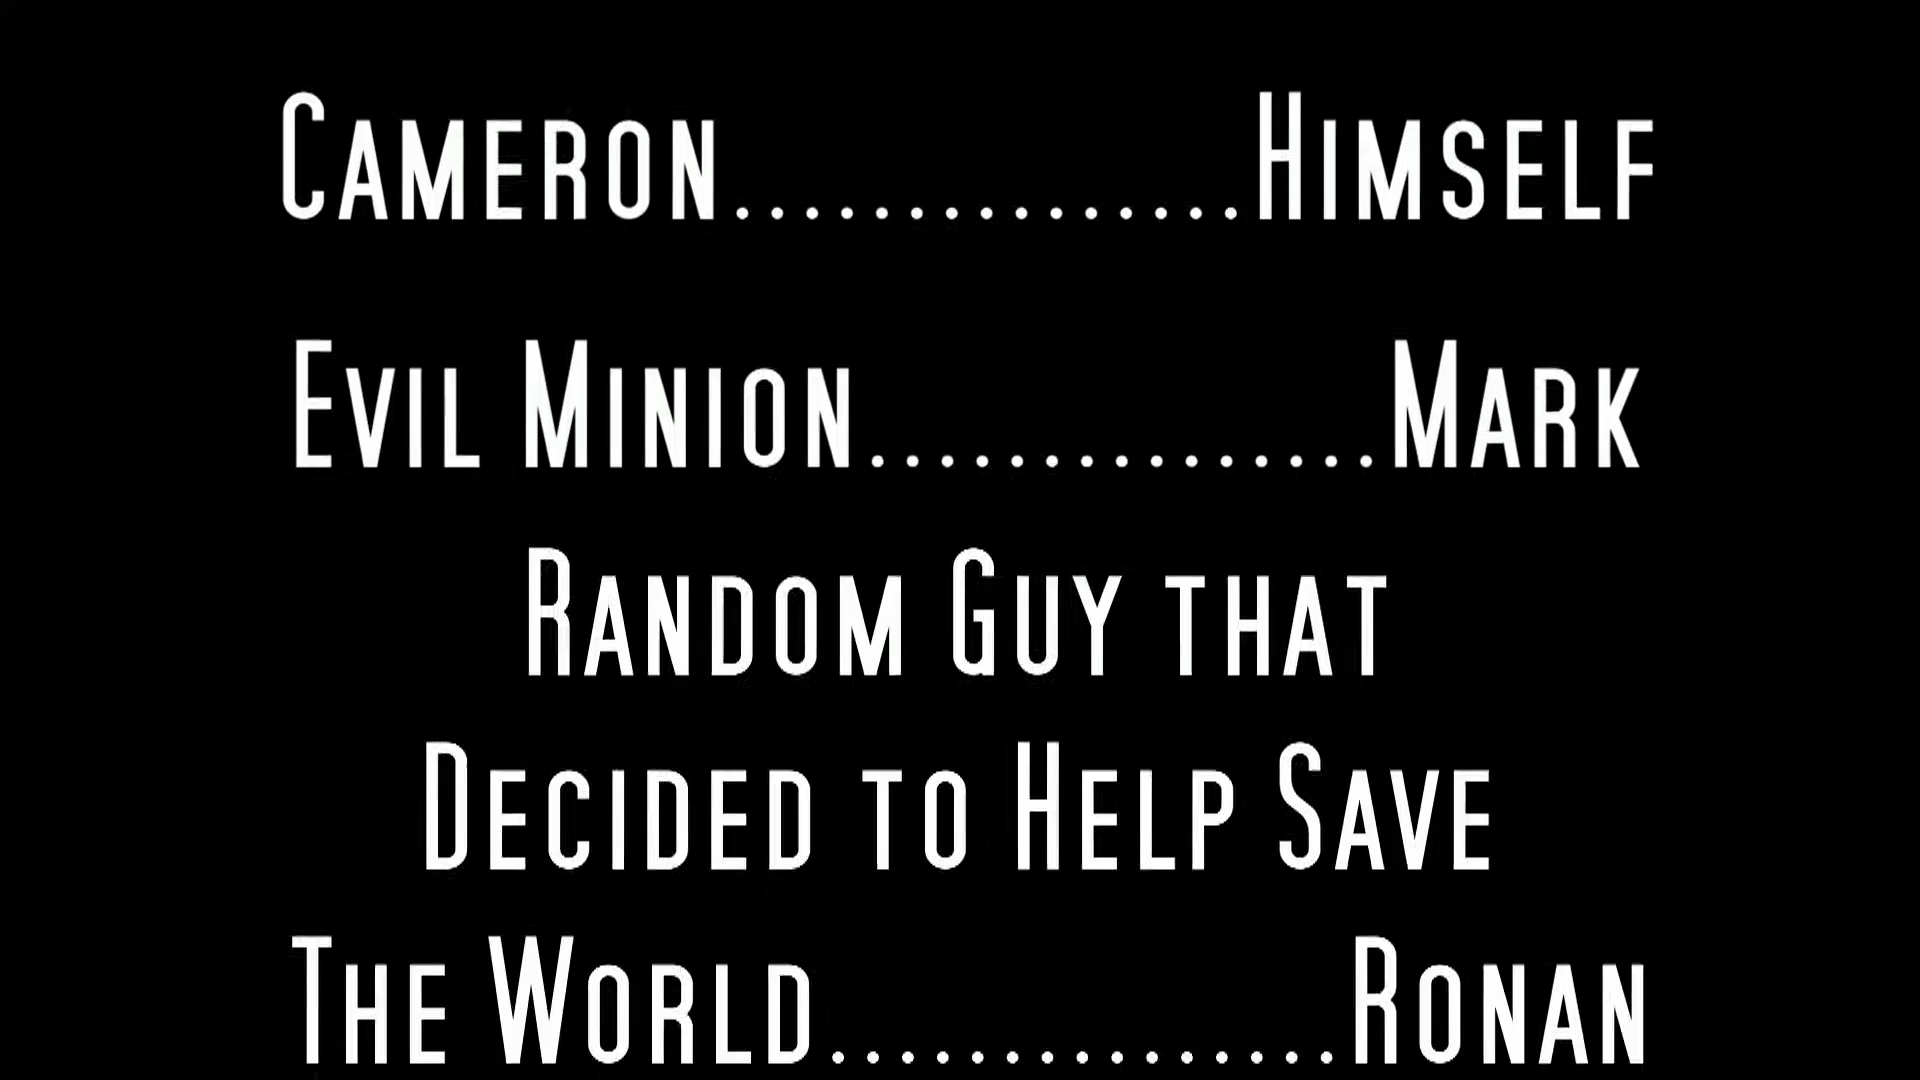 Cameron...............Himself
Evil Minion...............Mark
Random Guy that
Decided to Help Save
The World...............Ronan